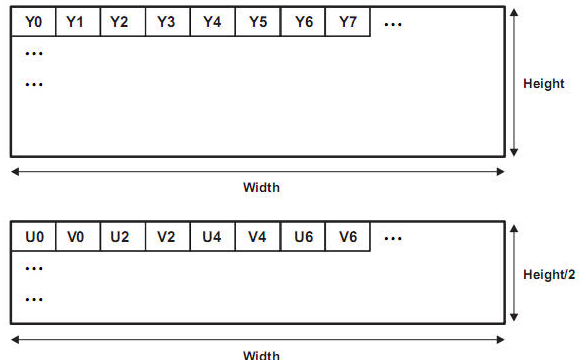 Y0 Y1 Y2 Y3 Y4 Y5 Y6 Y7 ...
...
...
Height
Width
U0 V0 U2 V2 U4 V4 U6 V6 ...
...
Height/2
...
Width